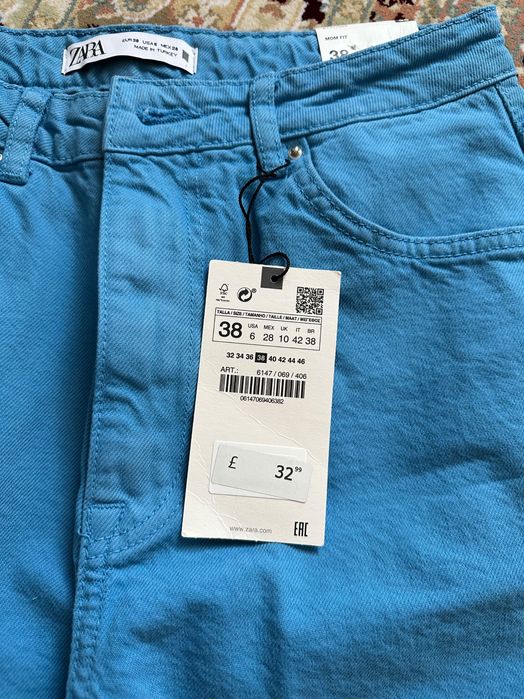 ZARA
EUR 38 USA 6 MEX 28
MADE IN TURKEY
MOM FIT
38
FSC
TALLA / SIZE / TAMANHO / TAILLE / MAAT / ΜΕΓΕΘΟΣ
38
USA MEX UK IT BR
6 28 10 42 38
32 34 36 38 40 42 44 46
ART.: 6147 / 069 / 406
06147069406382
£ 32.99
www.zara.com
EAC